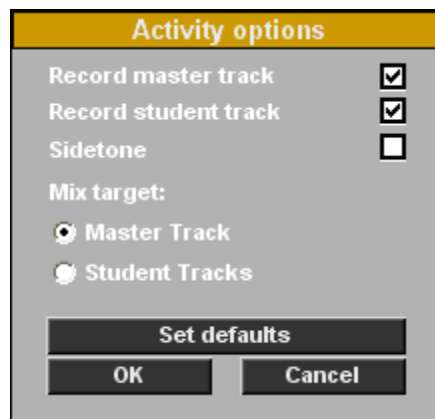 Activity options
Record master track
Record student track
Sidetone
Mix target:
Master Track
Student Tracks
Set defaults
OK Cancel